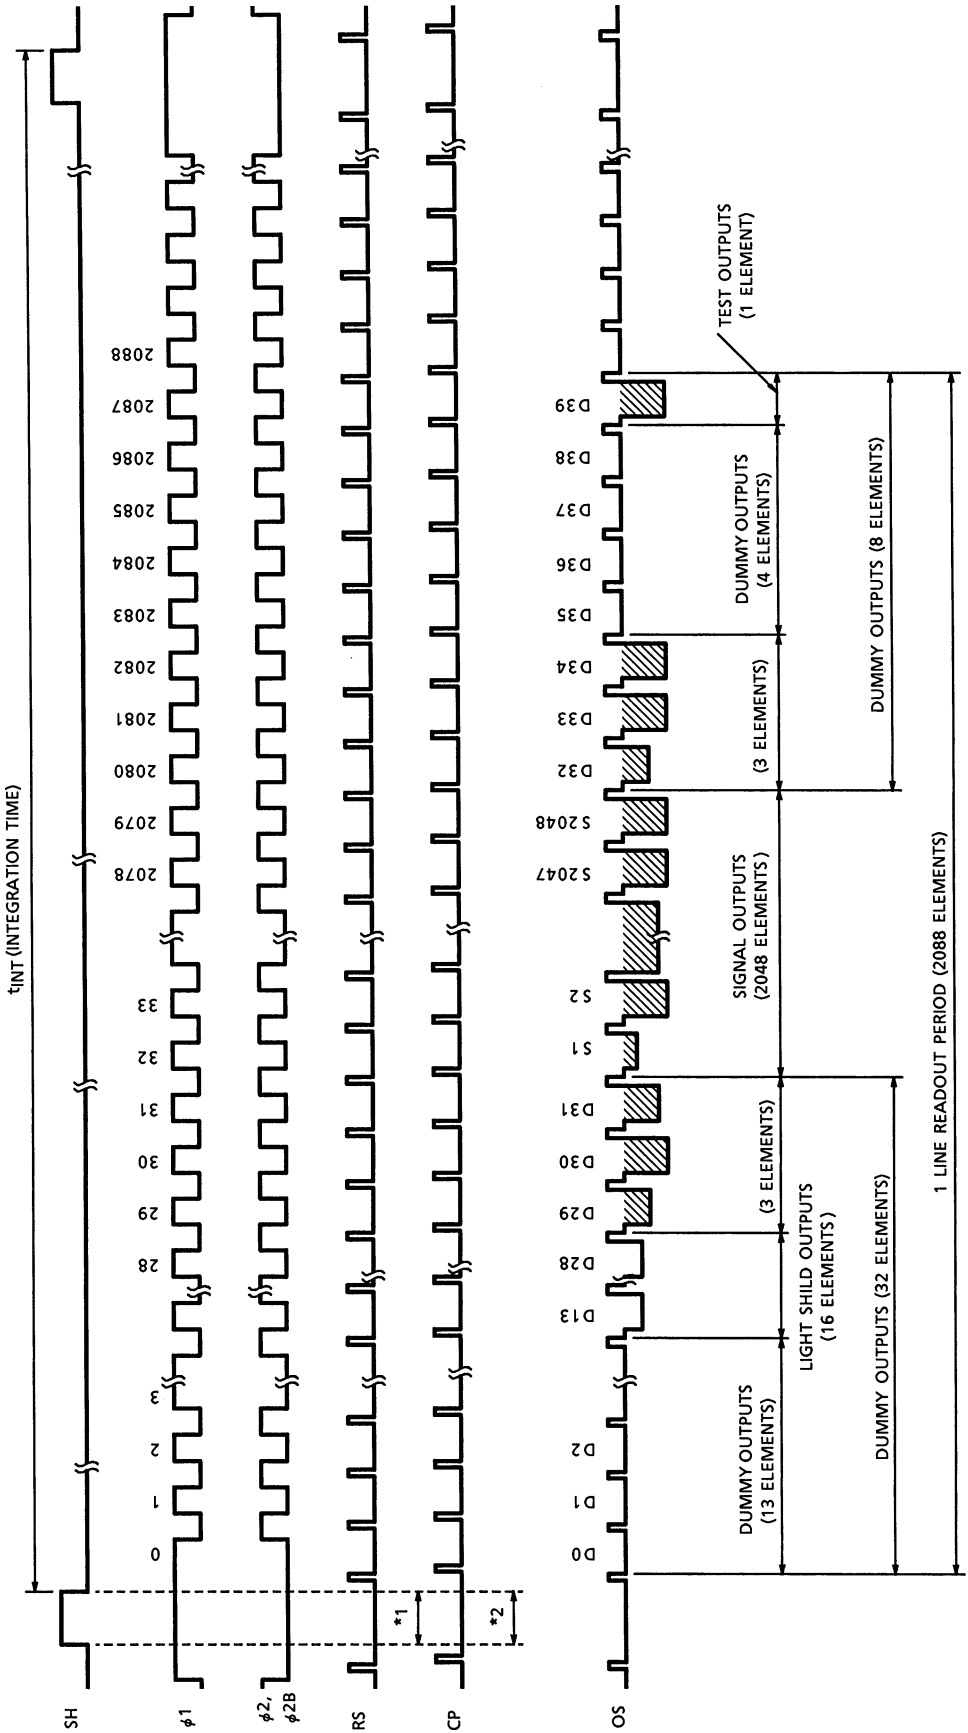 tINT (INTEGRATION TIME)
SH
0 1 2 3 28 29 30 31 32 33 2078 2079 2080 2081 2082 2083 2084 2085 2086 2087 2088
φ1
φ2,
φ2B
RS
*1
CP
*2
D0 D1 D2 D13 D28 D29 D30 D31 S1 S2 S2047 S2048 D32 D33 D34 D35 D36 D37 D38 D39
OS
DUMMY OUTPUTS
(13 ELEMENTS)
LIGHT SHILD OUTPUTS
(16 ELEMENTS)
(3 ELEMENTS)
SIGNAL OUTPUTS
(2048 ELEMENTS)
(3 ELEMENTS)
DUMMY OUTPUTS
(4 ELEMENTS)
TEST OUTPUTS
(1 ELEMENT)
DUMMY OUTPUTS (32 ELEMENTS)
DUMMY OUTPUTS (8 ELEMENTS)
1 LINE READOUT PERIOD (2088 ELEMENTS)